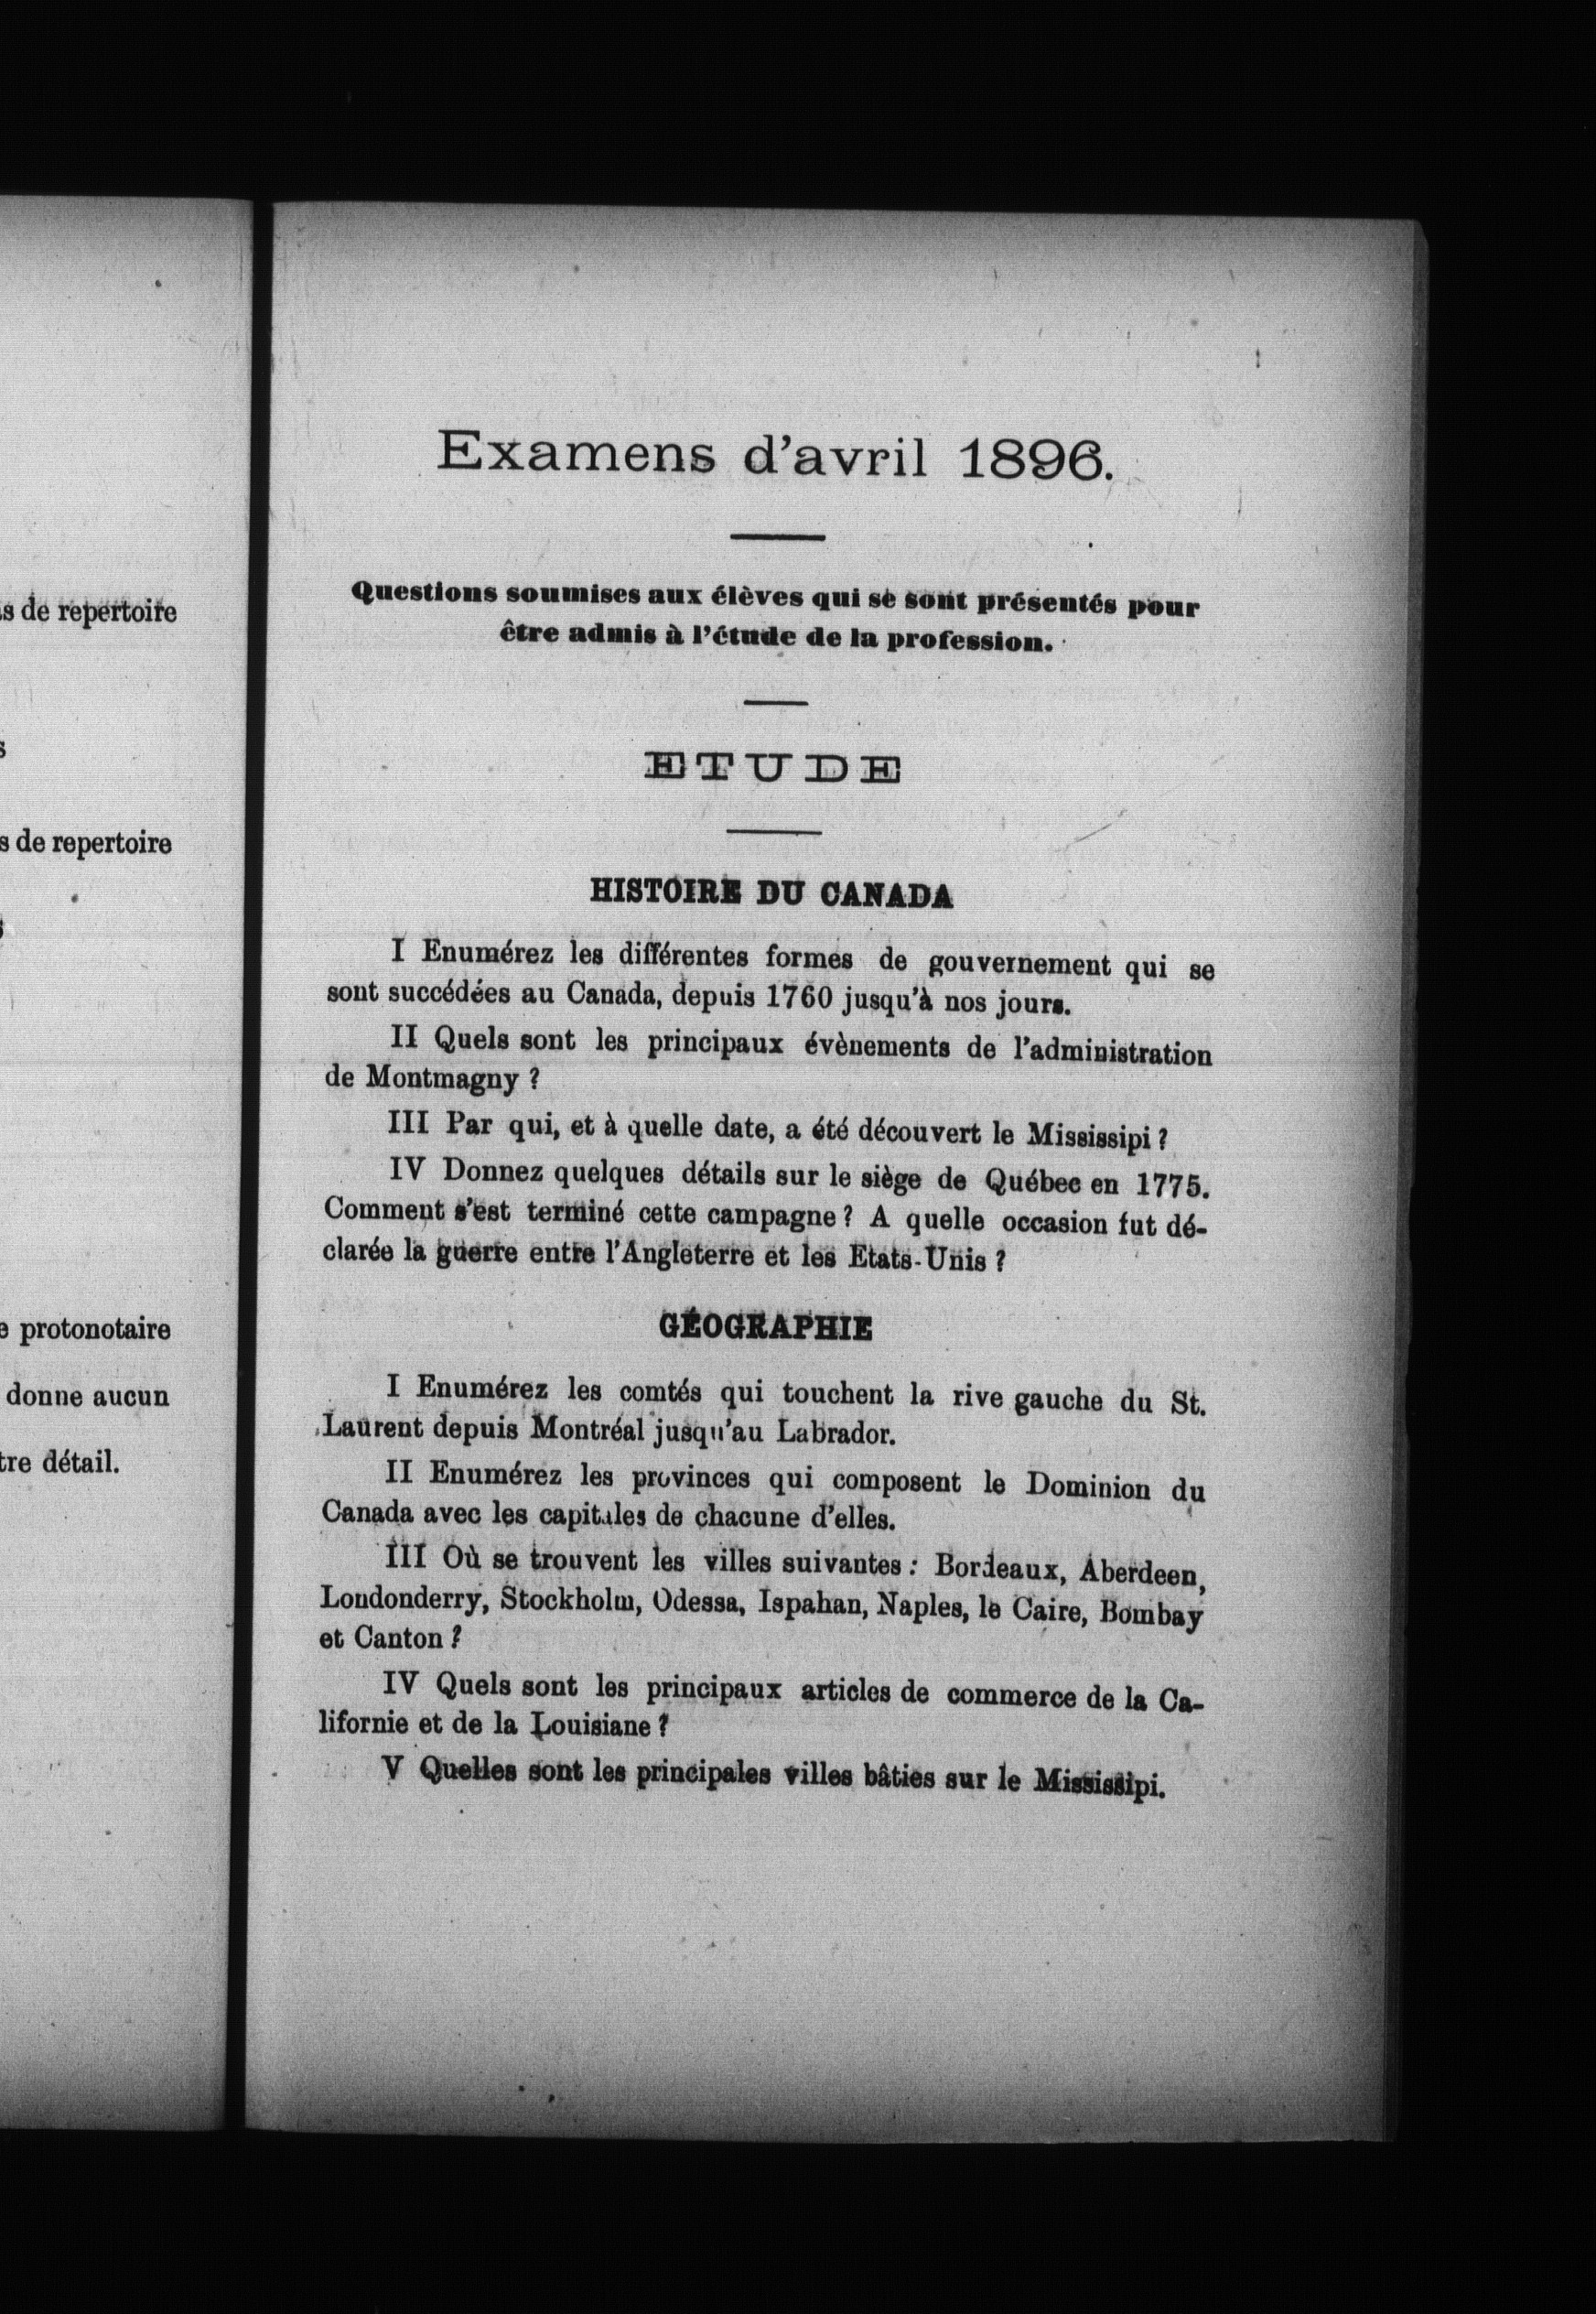 s de repertoire
s
s de repertoire
e protonotaire
donne aucun
tre détail.
Examens d'avril 1896.
Questions soumises aux élèves qui se sont présentés pour
être admis à l'étude de la profession.
ETUDE
HISTOIRE DU CANADA
I Enumérez les différentes formes de gouvernement qui se
sont succédées au Canada, depuis 1760 jusqu'à nos jours.
II Quels sont les principaux évènements de l'administration
de Montmagny ?
III Par qui, et à quelle date, a été découvert le Mississipi ?
IV Donnez quelques détails sur le siège de Québec en 1775.
Comment s'est terminé cette campagne ? A quelle occasion fut dé-
clarée la guerre entre l'Angleterre et les Etats-Unis ?
GÉOGRAPHIE
I Enumérez les comtés qui touchent la rive gauche du St.
Laurent depuis Montréal jusqu'au Labrador.
II Enumérez les provinces qui composent le Dominion du
Canada avec les capitales de chacune d'elles.
III Où se trouvent les villes suivantes : Bordeaux, Aberdeen,
Londonderry, Stockholm, Odessa, Ispahan, Naples, le Caire, Bombay
et Canton ?
IV Quels sont les principaux articles de commerce de la Ca-
lifornie et de la Louisiane ?
V Quelles sont les principales villes bâties sur le Mississipi.